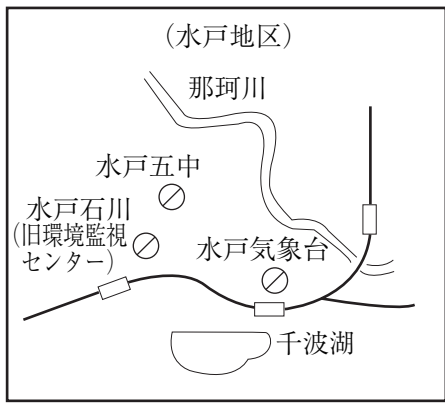 （水戸地区）
那珂川
水戸五中
水戸石川
（旧環境監視
センター）
水戸気象台
千波湖